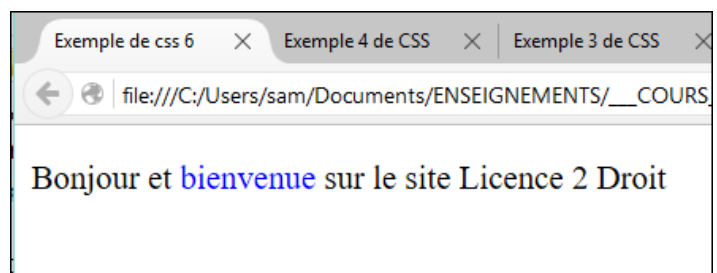 Exemple de css 6 Exemple 4 de CSS Exemple 3 de CSS
file:///C:/Users/sam/Documents/ENSEIGNEMENTS/___COURS_
Bonjour et bienvenue sur le site Licence 2 Droit